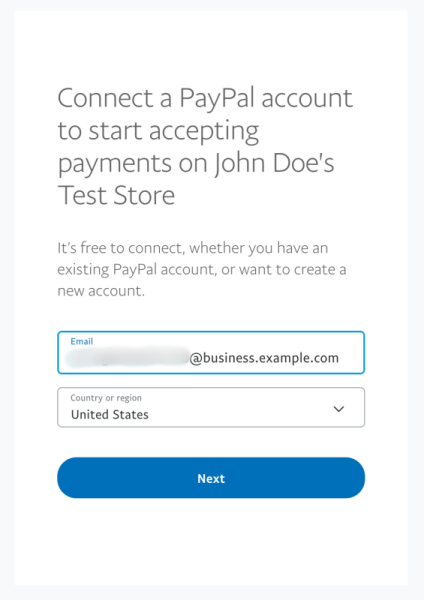 Connect a PayPal account
to start accepting
payments on John Doe's
Test Store
It's free to connect, whether you have an
existing PayPal account, or want to create a
new account.
Email
@business.example.com
Country or region
United States
Next